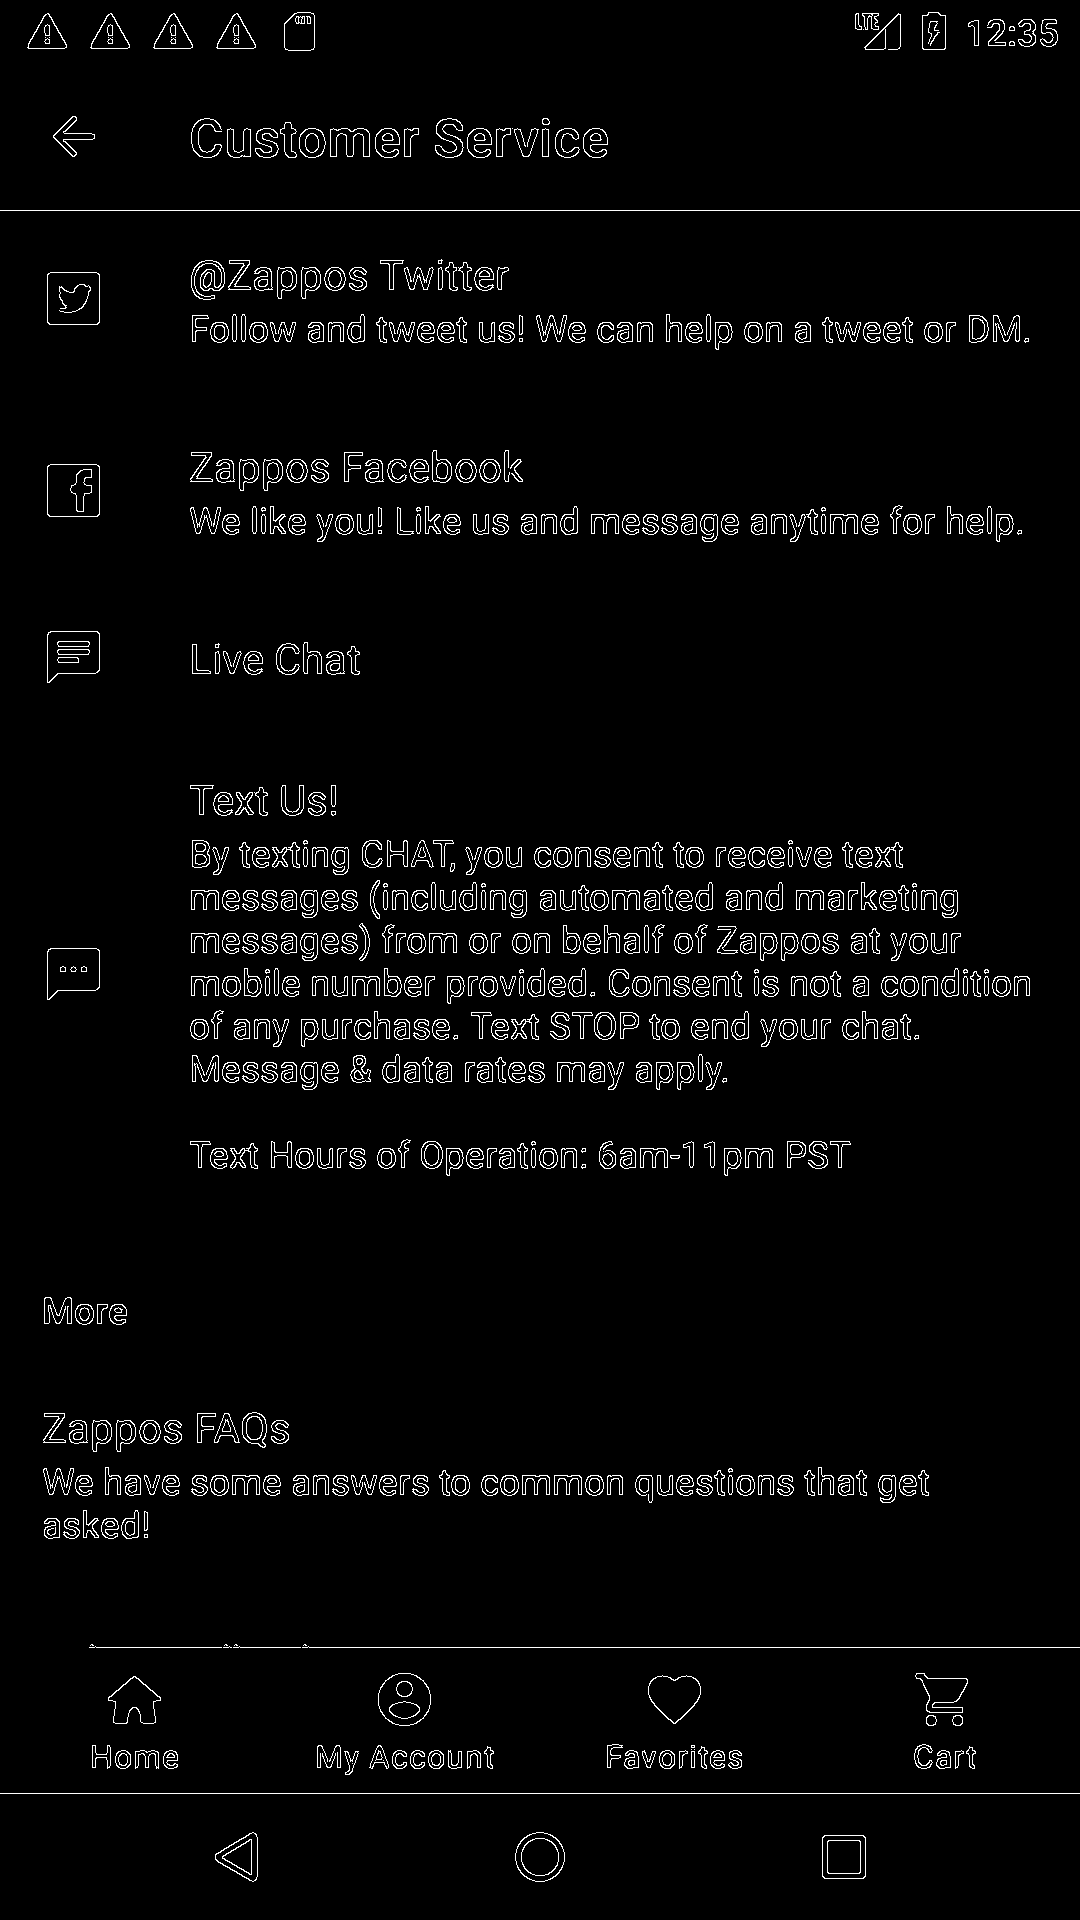 LTE 12:35
Customer Service
@Zappos Twitter
Follow and tweet us! We can help on a tweet or DM.
Zappos Facebook
We like you! Like us and message anytime for help.
Live Chat
Text Us!
By texting CHAT, you consent to receive text
messages (including automated and marketing
messages) from or on behalf of Zappos at your
mobile number provided. Consent is not a condition
of any purchase. Text STOP to end your chat.
Message & data rates may apply.
Text Hours of Operation: 6am-11pm PST
More
Zappos FAQs
We have some answers to common questions that get
asked!
Home My Account Favorites Cart